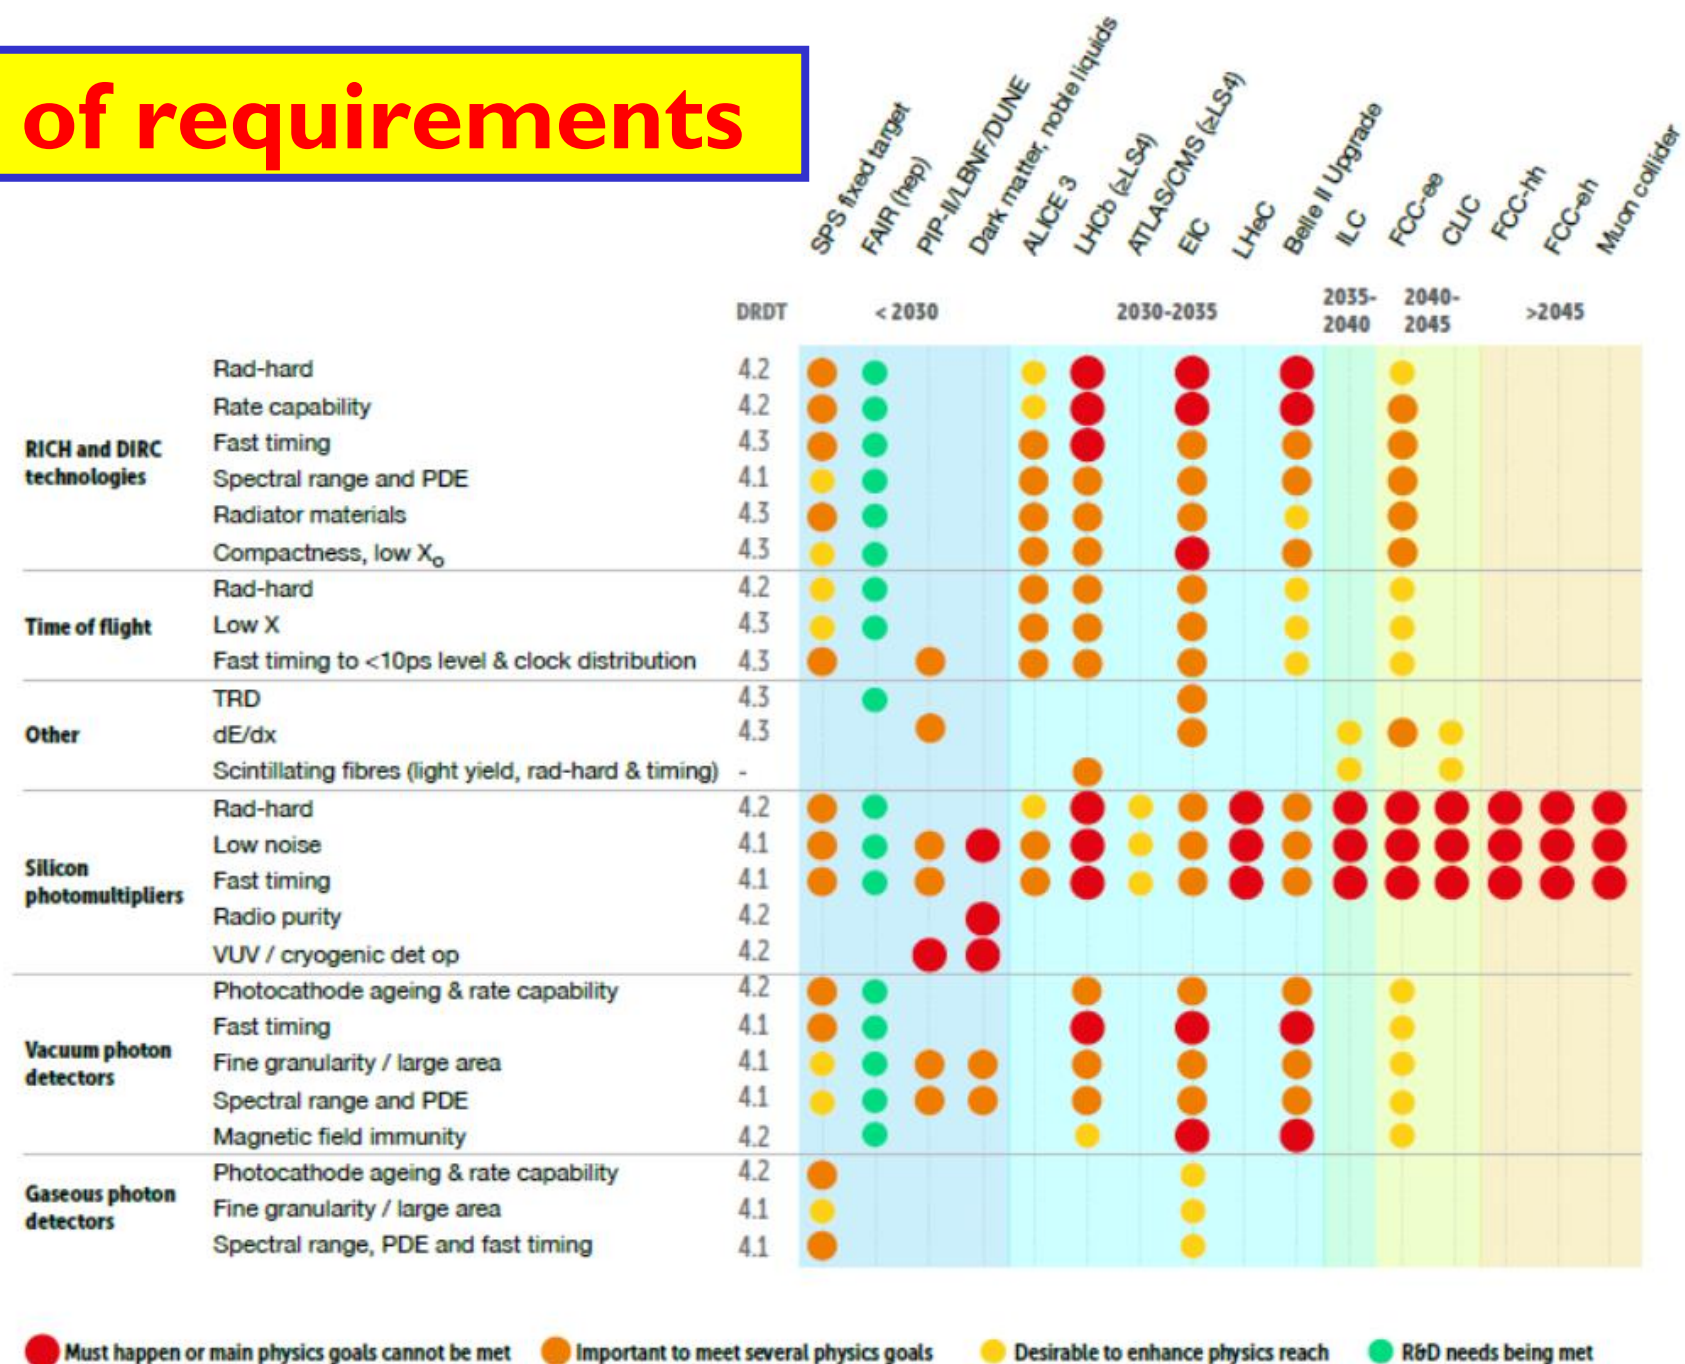 of requirements
SPS fixed target
FAIR (hep)
PIP-II/LBNF/DUNE
Dark matter, noble liquids
ALICE 3
LHCb (≥LS4)
ATLAS/CMS (≥LS4)
EIC
LHeC
Belle II Upgrade
ILC
FCC-ee
CLIC
FCC-hh
FCC-eh
Muon collider
DRDT
< 2030
2030-2035
2035-
2040
2040-
2045
>2045
RICH and DIRC
technologies
Rad-hard 4.2
Rate capability 4.2
Fast timing 4.3
Spectral range and PDE 4.1
Radiator materials 4.3
Compactness, low Xo 4.3
Time of flight
Rad-hard 4.2
Low X 4.3
Fast timing to <10ps level & clock distribution 4.3
Other
TRD 4.3
dE/dx 4.3
Scintillating fibres (light yield, rad-hard & timing) -
Silicon
photomultipliers
Rad-hard 4.2
Low noise 4.1
Fast timing 4.1
Radio purity 4.2
VUV / cryogenic det op 4.2
Vacuum photon
detectors
Photocathode ageing & rate capability 4.2
Fast timing 4.1
Fine granularity / large area 4.1
Spectral range and PDE 4.1
Magnetic field immunity 4.2
Gaseous photon
detectors
Photocathode ageing & rate capability 4.2
Fine granularity / large area 4.1
Spectral range, PDE and fast timing 4.1
Must happen or main physics goals cannot be met
Important to meet several physics goals
Desirable to enhance physics reach
R&D needs being met